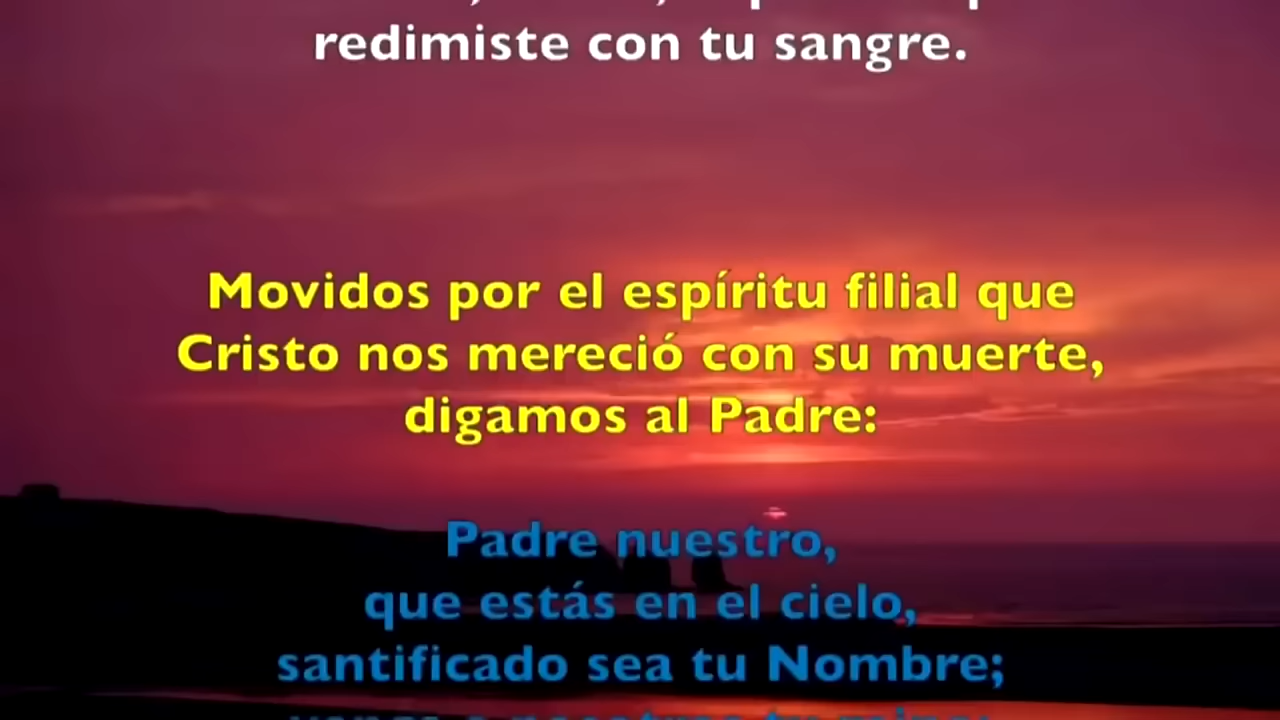 redimiste con tu sangre.
Movidos por el espíritu filial que
Cristo nos mereció con su muerte,
digamos al Padre:
Padre nuestro,
que estás en el cielo,
santificado sea tu Nombre;